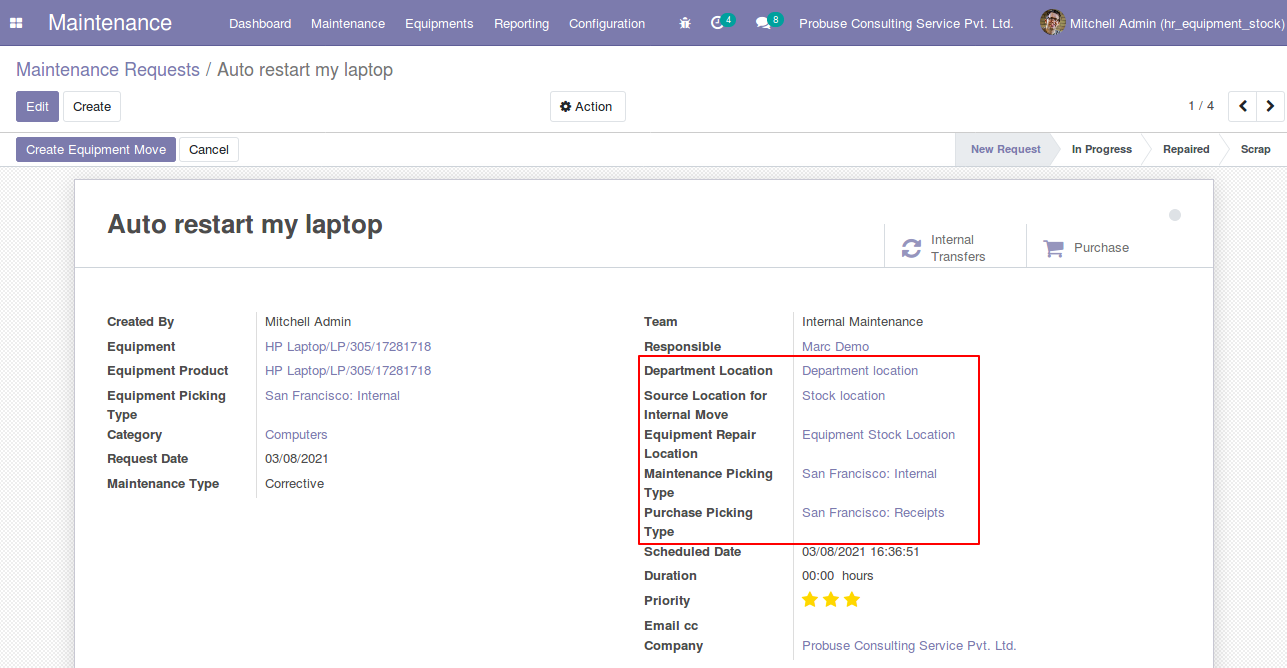 Maintenance Dashboard Maintenance Equipments Reporting Configuration 4 8 Probuse Consulting Service Pvt. Ltd. Mitchell Admin (hr_equipment_stock)
Maintenance Requests / Auto restart my laptop
Edit Create Action 1 / 4
Create Equipment Move Cancel New Request In Progress Repaired Scrap
Auto restart my laptop
Internal
Transfers
Purchase
Created By Mitchell Admin
Equipment HP Laptop/LP/305/17281718
Equipment Product HP Laptop/LP/305/17281718
Equipment Picking San Francisco: Internal
Type
Category Computers
Request Date 03/08/2021
Maintenance Type Corrective
Team Internal Maintenance
Responsible Marc Demo
Department Location Department location
Source Location for Stock location
Internal Move
Equipment Repair Equipment Stock Location
Location
Maintenance Picking San Francisco: Internal
Type
Purchase Picking San Francisco: Receipts
Type
Scheduled Date 03/08/2021 16:36:51
Duration 00:00 hours
Priority
Email cc
Company Probuse Consulting Service Pvt. Ltd.